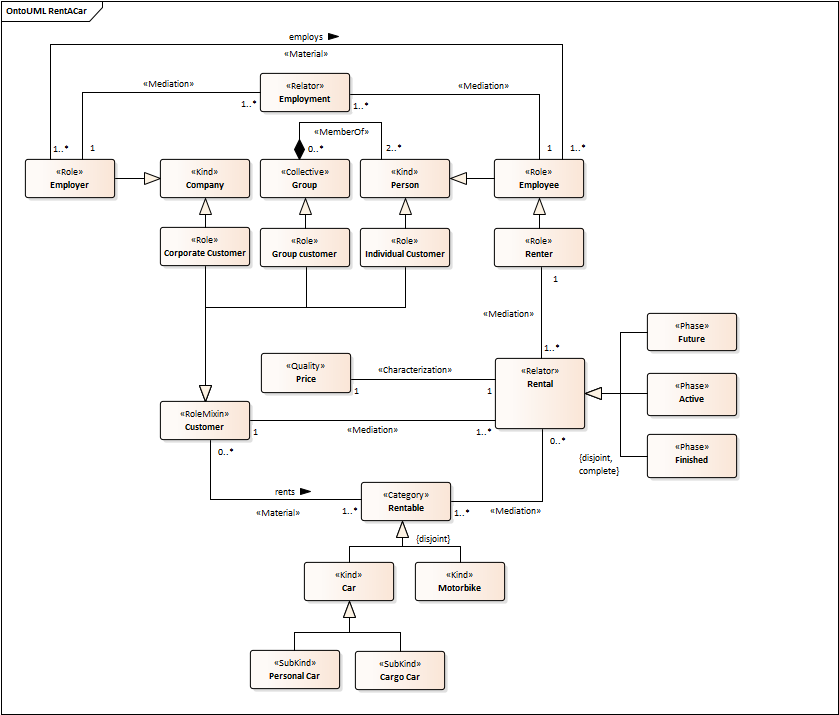 OntoUML RentACar
employs
«Material»
«Mediation»
«Relator»
Employment
«Mediation»
1..*
1..*
«MemberOf»
1..*
1
0..*
2..*
1
1..*
«Role»
Employer
«Kind»
Company
«Collective»
Group
«Kind»
Person
«Role»
Employee
«Role»
Corporate Customer
«Role»
Group customer
«Role»
Individual Customer
«Role»
Renter
1
«Mediation»
1..*
«Phase»
Future
«Quality»
Price
«Characterization»
1
1
«Relator»
Rental
«Phase»
Active
«RoleMixin»
Customer
1
«Mediation»
1..*
0..*
0..*
{disjoint,
complete}
«Phase»
Finished
rents
«Material»
1..*
«Category»
Rentable
1..*
«Mediation»
{disjoint}
«Kind»
Car
«Kind»
Motorbike
«SubKind»
Personal Car
«SubKind»
Cargo Car